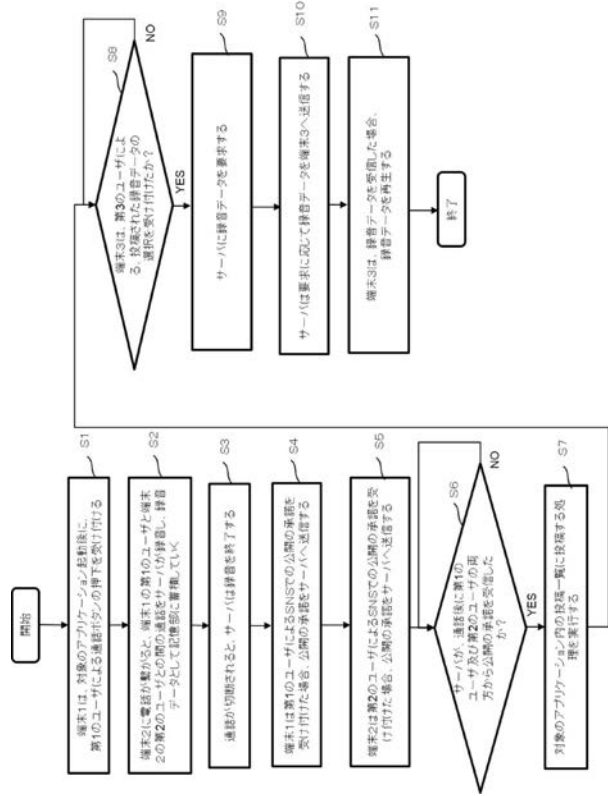 開始
S1
端末1は、対象のアプリケーション起動後に、
第1のユーザによる通話ボタンの押下を受け付ける
S2
端末2に電話が繋がると、端末1の第1のユーザと端末
2の第2のユーザとの間の通話をサーバが録音し、録音
データとして記憶部に蓄積していく
S3
通話が切断されると、サーバは録音を終了する
S4
端末1は第1のユーザによるSNSでの公開の承諾を
受け付けた場合、公開の承諾をサーバへ送信する
S5
端末2は第2のユーザによるSNSでの公開の承諾を受
け付けた場合、公開の承諾をサーバへ送信する
S6
サーバが、通話後に第1の
ユーザ及び第2のユーザの両
方から公開の承諾を受信した
か?
NO
YES
S7
対象のアプリケーション内の投稿一覧に投稿する処
理を実行する
S8
端末3は、第3のユーザによ
る、投稿された録音データの
選択を受け付けたか?
NO
YES
S9
サーバに録音データを要求する
S10
サーバは要求に応じて録音データを端末3へ送信する
S11
端末3は、録音データを受信した場合、
録音データを再生する
終了